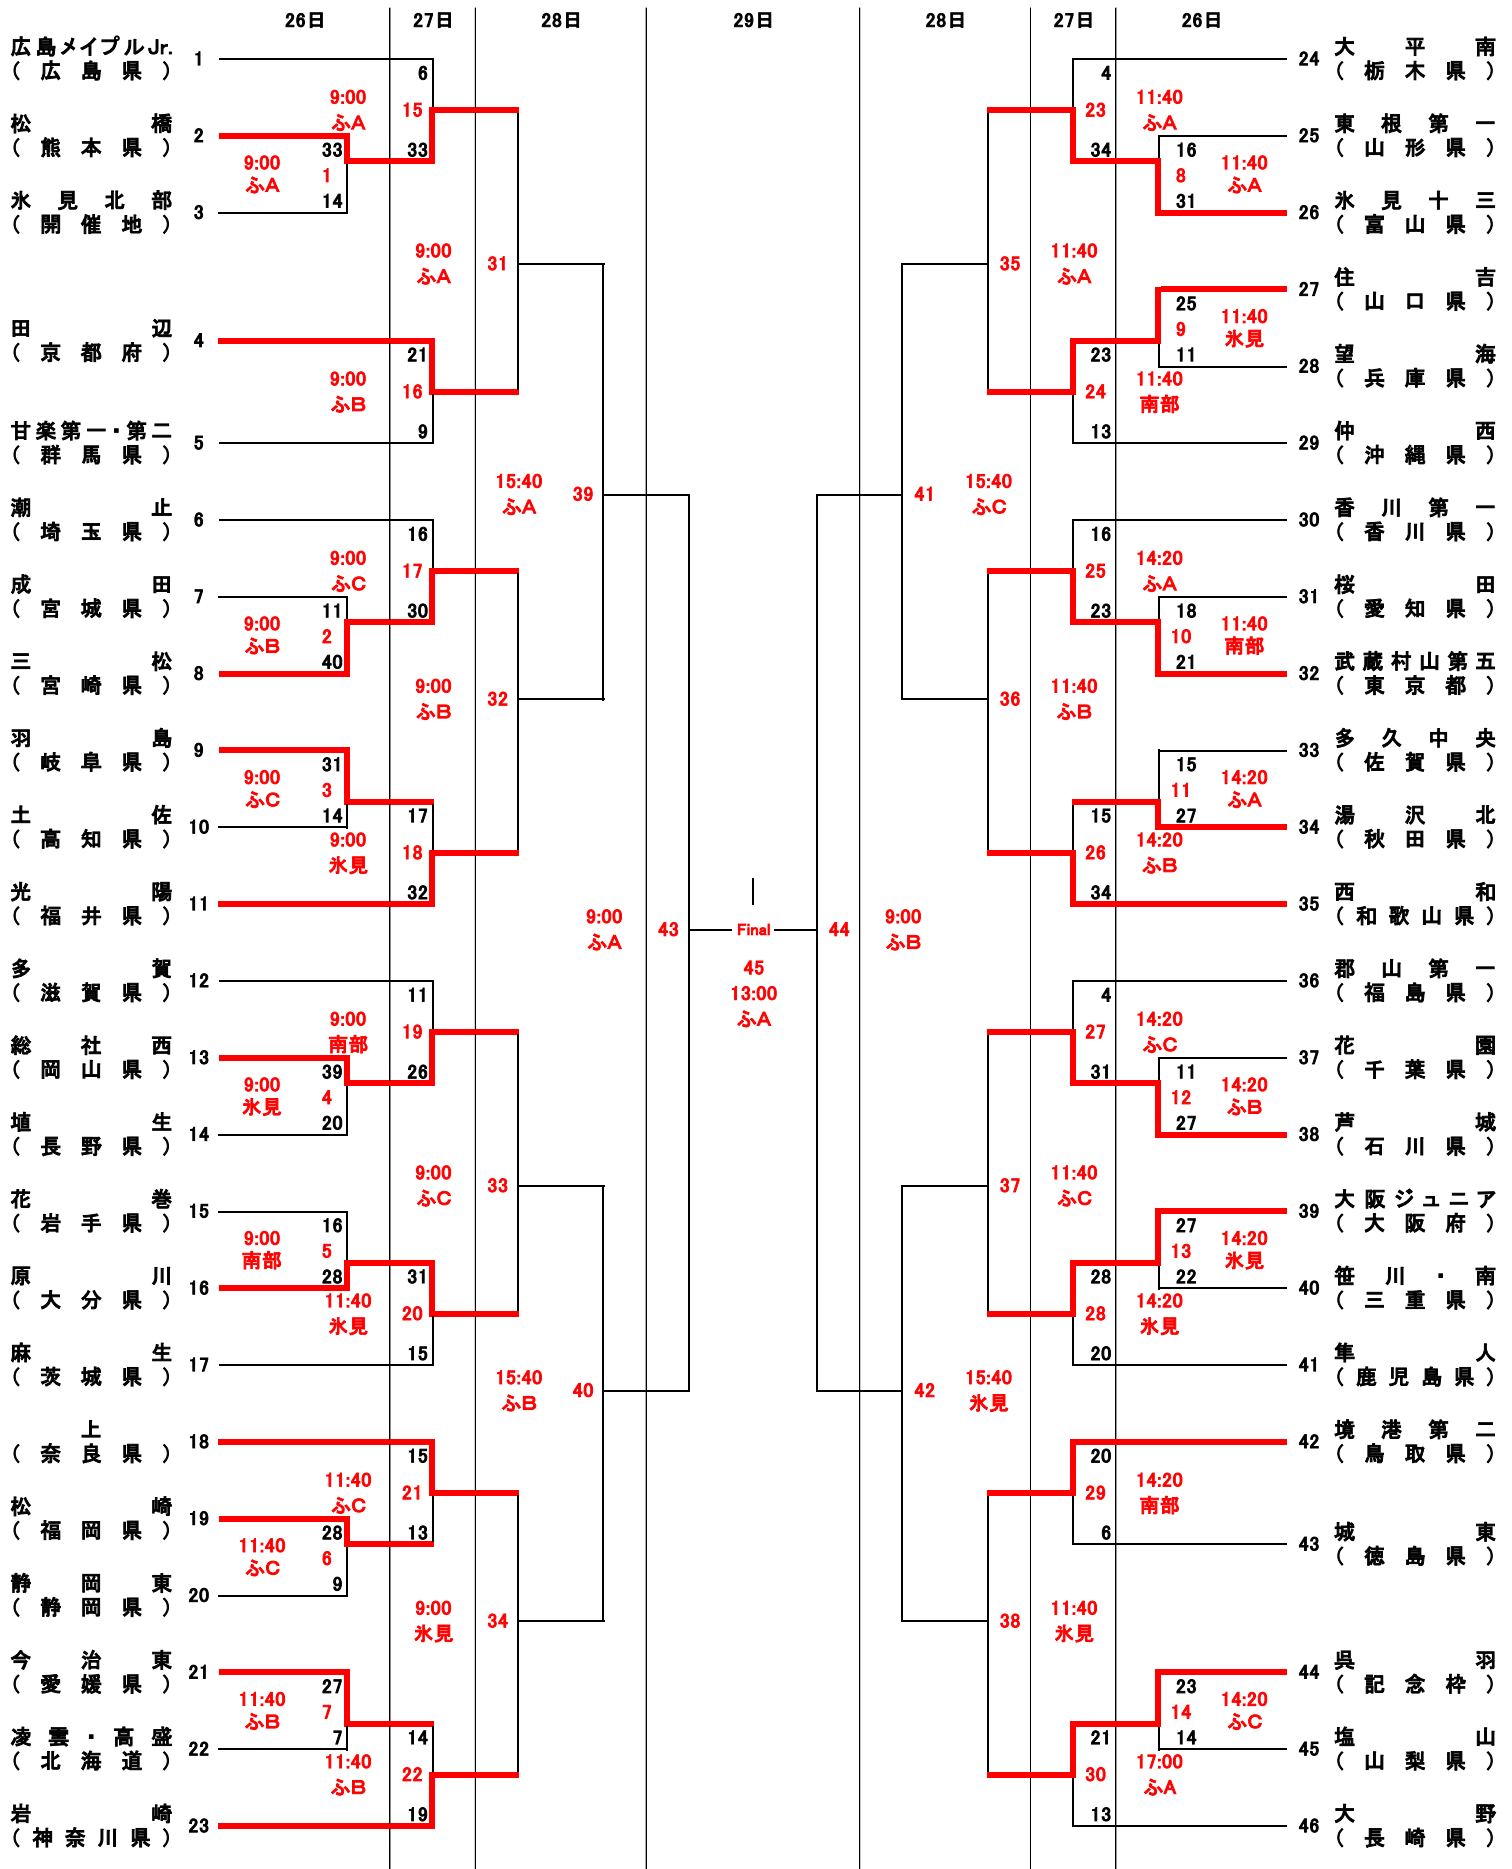 26日 27日 28日 29日 28日 27日 26日
広島メイプルJr. 1
(広島県)
6
9:00
ふA
15
松橋 2
(熊本県)
33
33
9:00
ふA
1
氷見北部 3
(開催地)
14
9:00
ふA
31
田辺 4
(京都府)
21
9:00
ふB
16
甘楽第一・第二 5
(群馬県)
9
15:40
ふA
39
潮止 6
(埼玉県)
16
9:00
ふC
17
成田 7
(宮城県)
11
30
9:00
ふB
2
三松 8
(宮崎県)
40
9:00
ふB
32
羽島 9
(岐阜県)
31
9:00
ふC
3
土佐 10
(高知県)
14
17
9:00
氷見
18
光陽 11
(福井県)
32
9:00
ふA
43
多賀 12
(滋賀県)
11
9:00
南部
19
総社西 13
(岡山県)
39
26
9:00
氷見
4
埴生 14
(長野県)
20
9:00
ふC
33
花巻 15
(岩手県)
16
9:00
南部
5
原川 16
(大分県)
28
31
11:40
氷見
20
麻生 17
(茨城県)
15
15:40
ふB
40
上 18
(奈良県)
15
11:40
ふC
21
松崎 19
(福岡県)
28
13
11:40
ふC
6
静岡東 20
(静岡県)
9
9:00
氷見
34
今治東 21
(愛媛県)
27
11:40
ふB
7
凌雲・高盛 22
(北海道)
7
14
11:40
ふB
22
岩崎 23
(神奈川県)
19
Final
45
13:00
ふA
24 大平南
(栃木県)
4
23
11:40
ふA
25 東根第一
(山形県)
16
34
8
11:40
ふA
26 氷見十三
(富山県)
31
35
11:40
ふA
27 住吉
(山口県)
25
9
11:40
氷見
28 望海
(兵庫県)
11
23
24
11:40
南部
29 仲西
(沖縄県)
13
41
15:40
ふC
30 香川第一
(香川県)
16
25
14:20
ふA
31 桜田
(愛知県)
18
23
10
11:40
南部
32 武蔵村山第五
(東京都)
21
36
11:40
ふB
33 多久中央
(佐賀県)
15
11
14:20
ふA
34 湯沢北
(秋田県)
27
15
26
14:20
ふB
35 西和
(和歌山県)
34
44
9:00
ふB
36 郡山第一
(福島県)
4
27
14:20
ふC
37 花園
(千葉県)
11
31
12
14:20
ふB
38 芦城
(石川県)
27
37
11:40
ふC
39 大阪ジュニア
(大阪府)
27
13
14:20
氷見
40 笹川・南
(三重県)
22
28
28
14:20
氷見
41 隼人
(鹿児島県)
20
42
15:40
氷見
42 境港第二
(鳥取県)
20
29
14:20
南部
43 城東
(徳島県)
6
38
11:40
氷見
44 呉羽
(記念枠)
23
14
14:20
ふC
45 塩山
(山梨県)
14
21
30
17:00
ふA
46 大野
(長崎県)
13